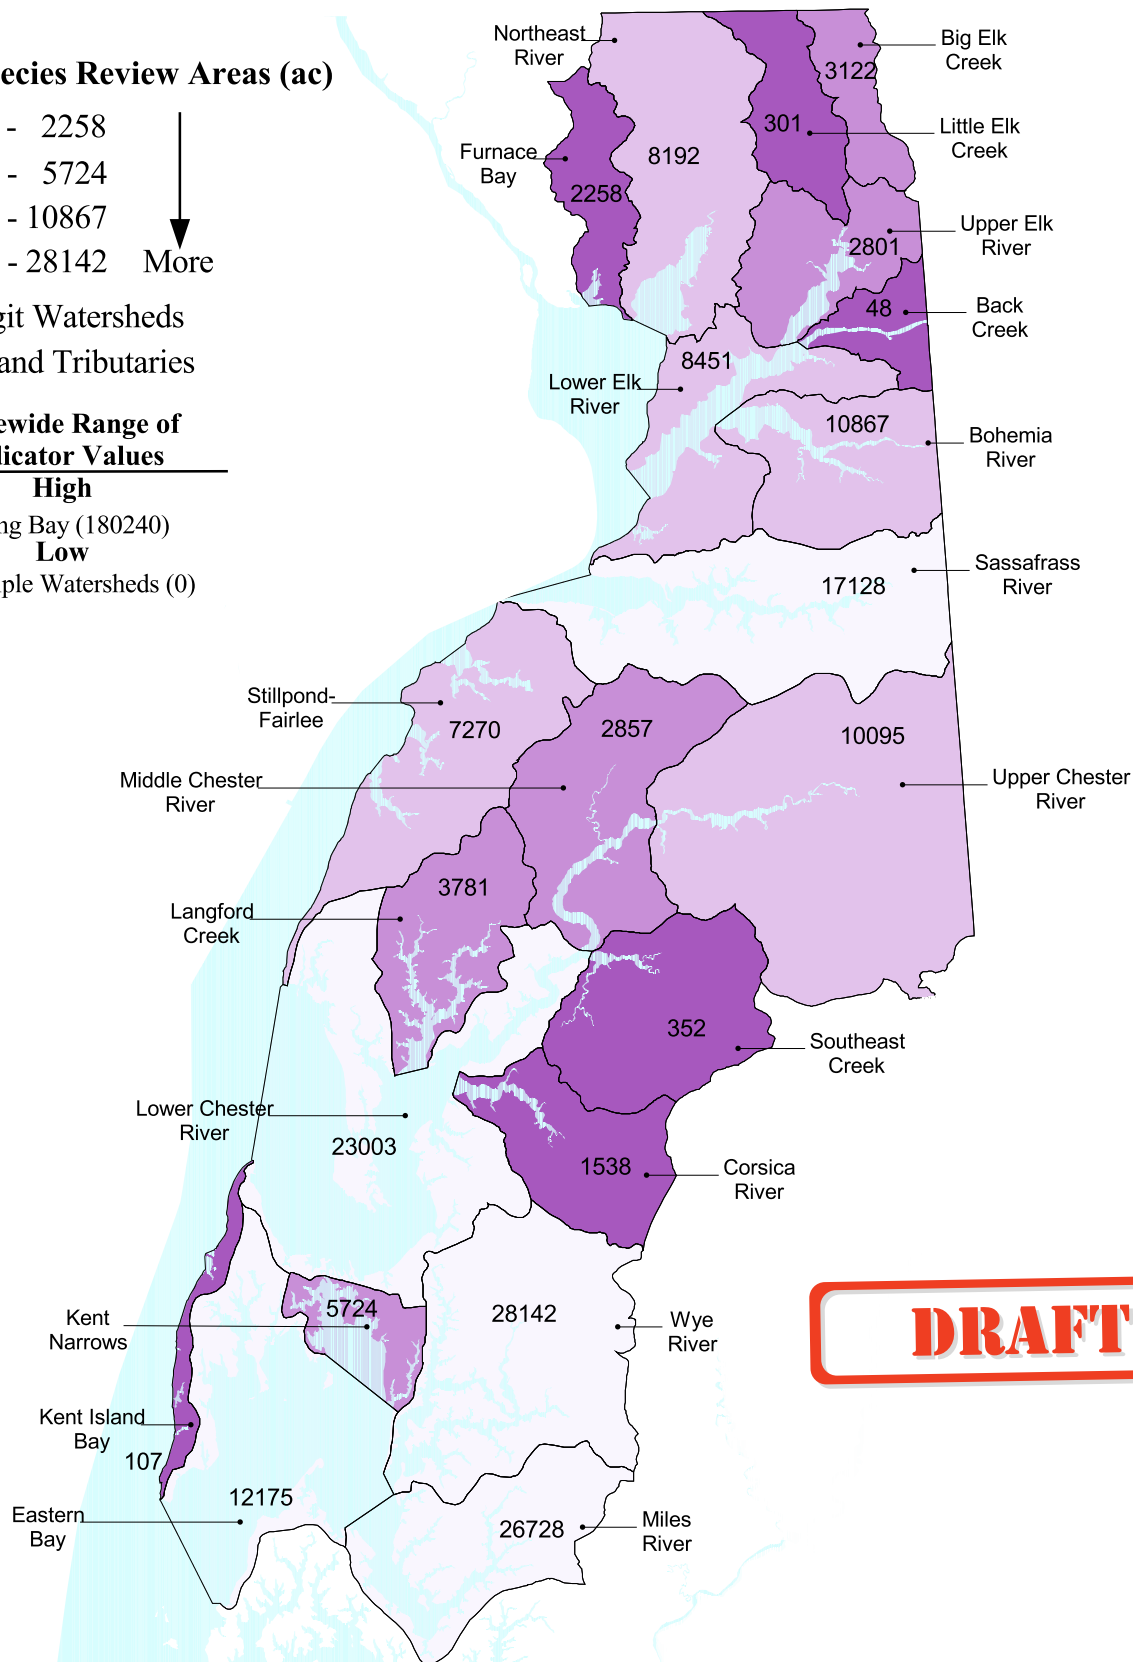 ecies Review Areas (ac)
- 2258
- 5724
- 10867
- 28142 More
git Watersheds
and Tributaries
ewide Range of
dicator Values
High
ng Bay (180240)
Low
iple Watersheds (0)
Northeast
River
Big Elk
Creek
3122
301
Little Elk
Creek
Furnace
Bay
8192
2258
Upper Elk
River
2801
48
Back
Creek
8451
Lower Elk
River
10867
Bohemia
River
Sassafrass
River
17128
Stillpond-
Fairlee
7270
2857
10095
Middle Chester
River
Upper Chester
River
3781
Langford
Creek
352
Southeast
Creek
Lower Chester
River
23003
1538
Corsica
River
5724
28142
Kent
Narrows
Wye
River
DRAFT
Kent Island
Bay
107
12175
Eastern
Bay
26728
Miles
River